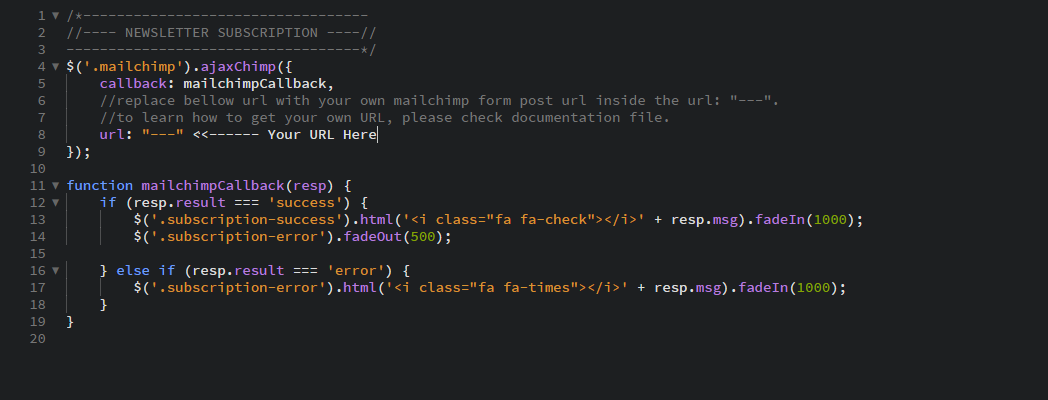 1 /*----------------------------------
2 //---- NEWSLETTER SUBSCRIPTION ----//
3 -----------------------------------*/
4 $('.mailchimp').ajaxChimp({
5     callback: mailchimpCallback,
6     //replace bellow url with your own mailchimp form post url inside the url: "---".
7     //to learn how to get your own URL, please check documentation file.
8     url: "---" <<------ Your URL Here
9 });
10
11 function mailchimpCallback(resp) {
12     if (resp.result === 'success') {
13         $('.subscription-success').html('<i class="fa fa-check"></i>' + resp.msg).fadeIn(1000);
14         $('.subscription-error').fadeOut(500);
15
16     } else if (resp.result === 'error') {
17         $('.subscription-error').html('<i class="fa fa-times"></i>' + resp.msg).fadeIn(1000);
18     }
19 }
20